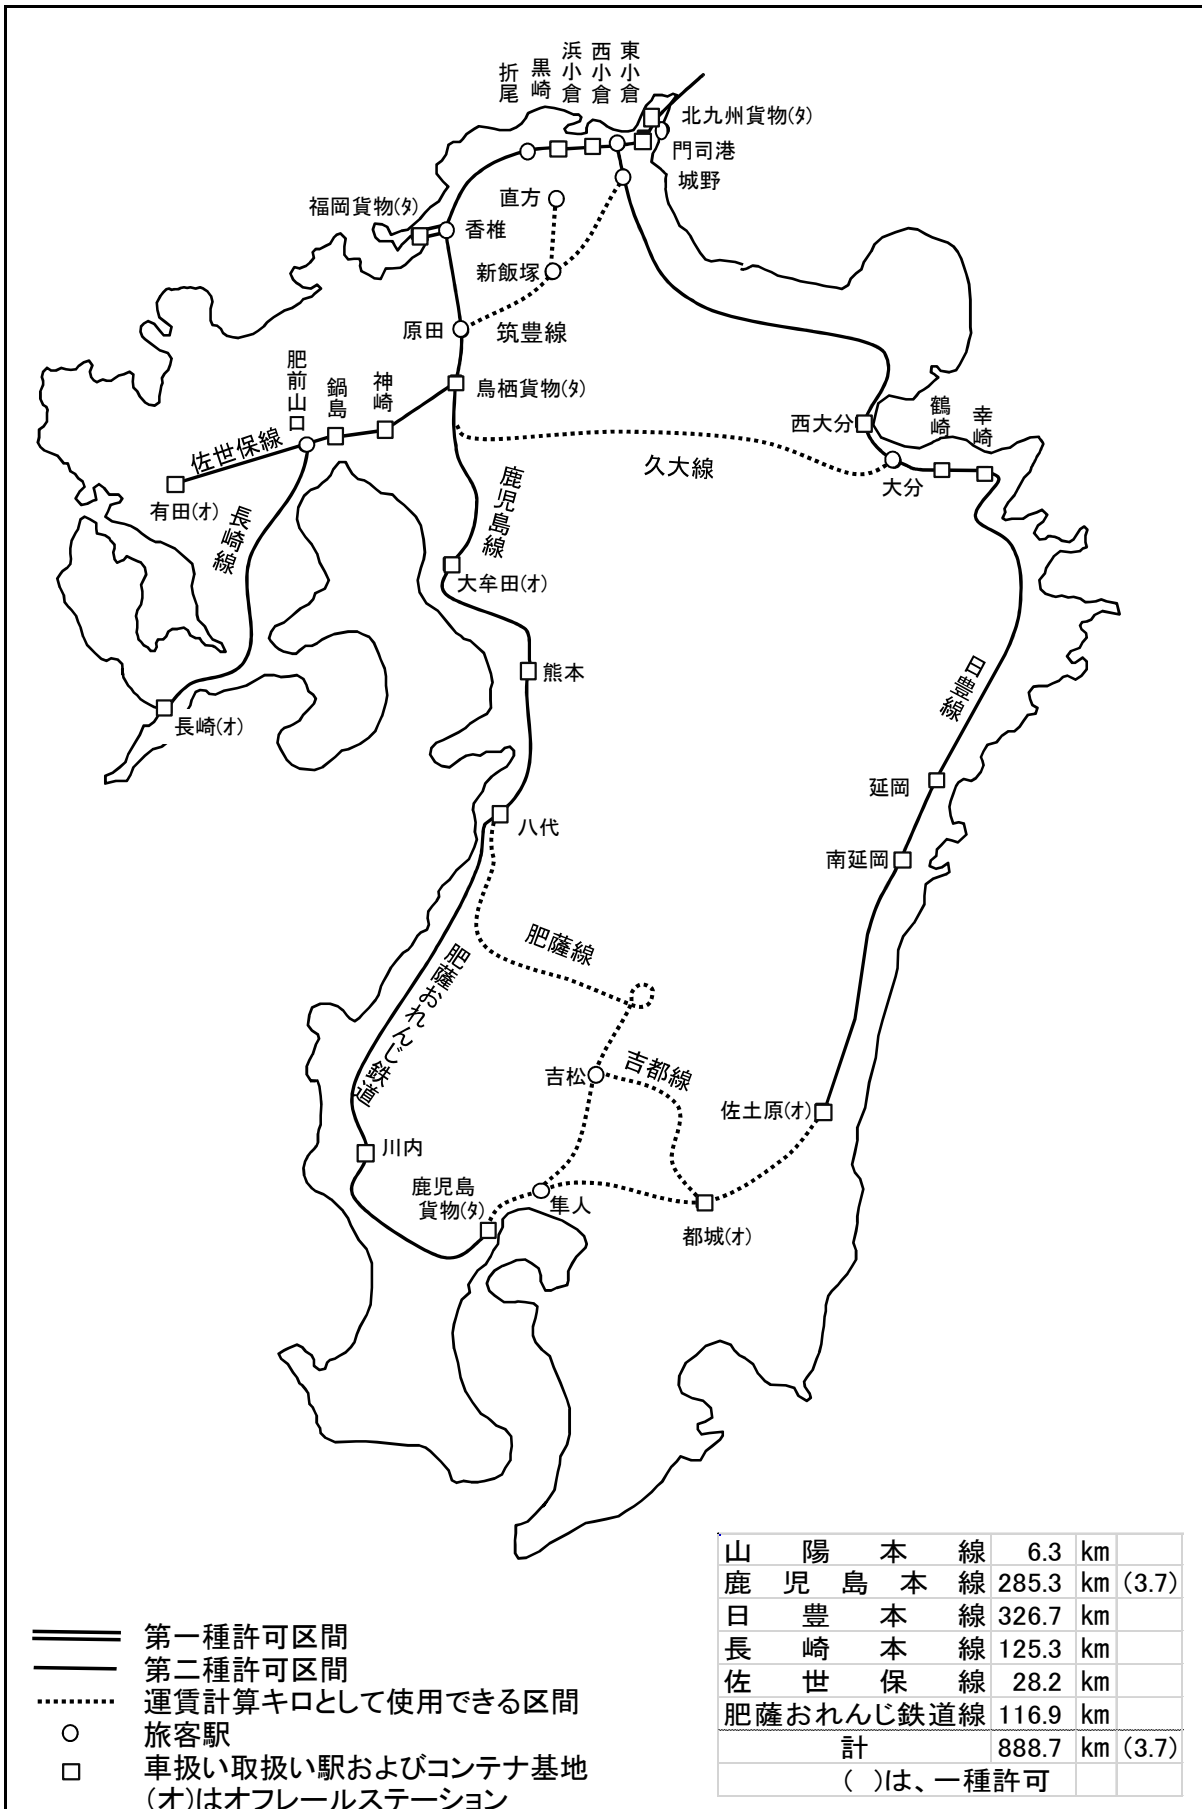 折尾
黒崎
浜小倉
西小倉
東小倉
北九州貨物(ﾀ)
門司港
城野
直方
福岡貨物(ﾀ)
香椎
新飯塚
原田
筑豊線
肥前山
鍋島
神崎
鳥栖貨物(ﾀ)
西大分
鶴崎
幸崎
佐世保線
久大線
大分
有田(ｵ)
長崎線
鹿児島線
大牟田(ｵ)
熊本
日豊線
長崎(ｵ)
延岡
八代
南延岡
肥薩線
肥薩おれんじ鉄道
吉松
吉都線
佐土原(ｵ)
川内
鹿児島
貨物(ﾀ)
隼人
都城(ｵ)
山陽本線 6.3 km
鹿児島本線 285.3 km (3.7)
日豊本線 326.7 km
長崎本線 125.3 km
佐世保線 28.2 km
肥薩おれんじ鉄道線 116.9 km
計 888.7 km (3.7)
( )は、一種許可
第一種許可区間
第二種許可区間
運賃計算キロとして使用できる区間
旅客駅
車扱い取扱い駅およびコンテナ基地
(オ)はオフレールステーション